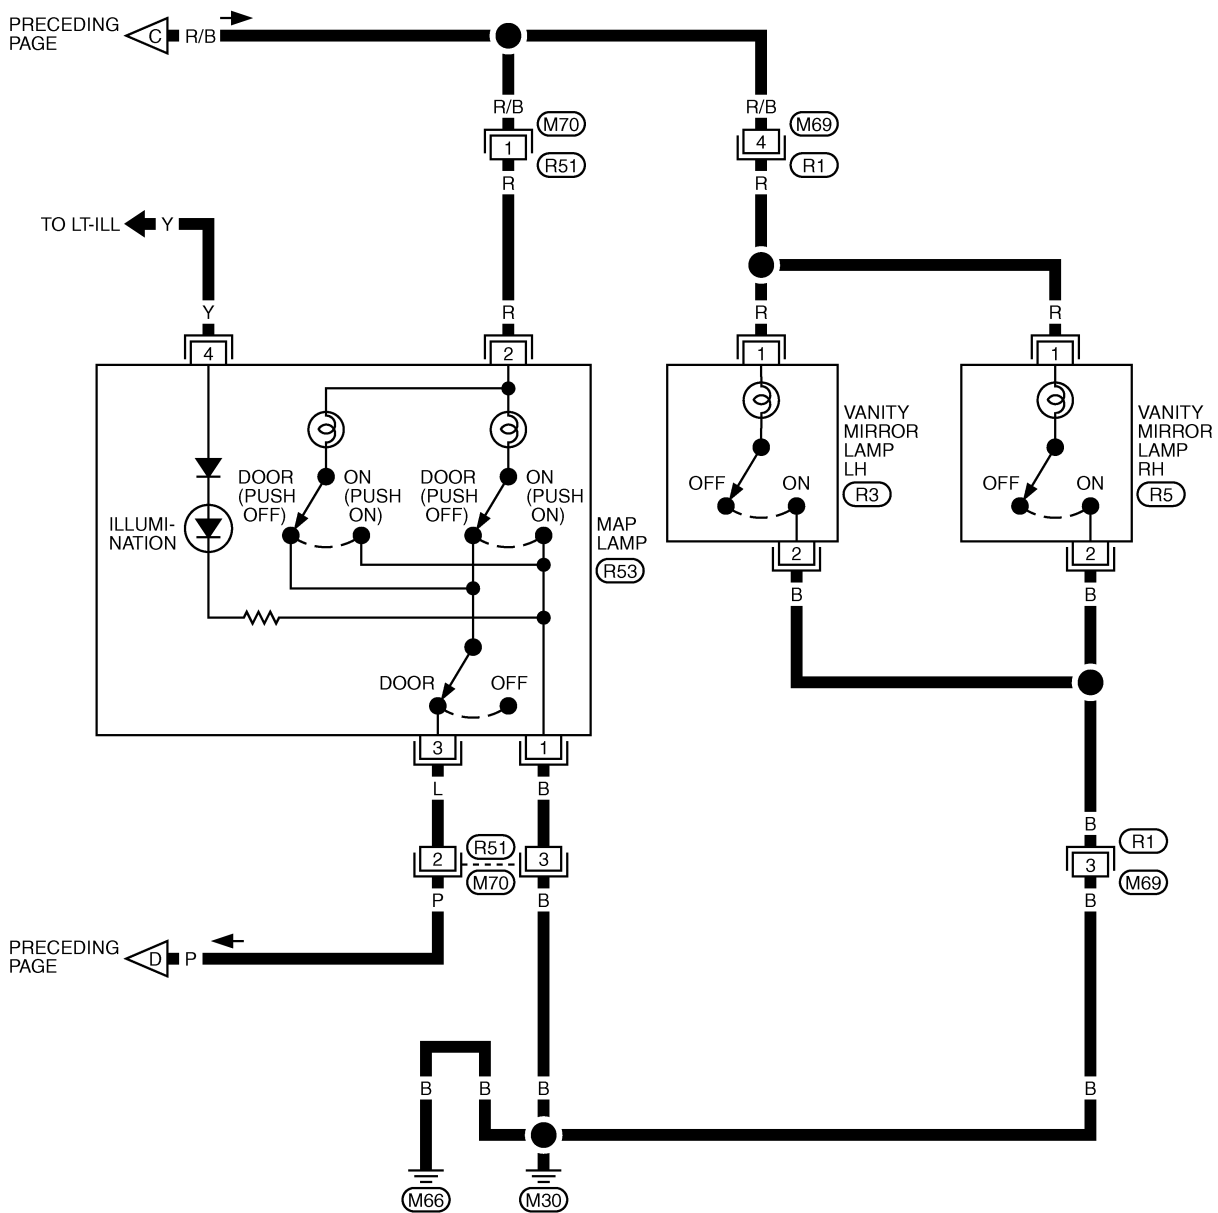 PRECEDING
PAGE
C
R/B
R/B
M70
1
R51
R
R/B
M69
4
R1
R
TO LT-ILL
Y
Y
R
R
R
4
2
1
1
VANITY
MIRROR
LAMP
LH
R3
VANITY
MIRROR
LAMP
RH
R5
OFF
ON
OFF
ON
DOOR
(PUSH
OFF)
ON
(PUSH
ON)
DOOR
(PUSH
OFF)
ON
(PUSH
ON)
ILLUMI-
NATION
MAP
LAMP
R53
2
2
B
B
DOOR
OFF
3
1
L
B
2
R51
M70
3
P
B
B
R1
3
M69
B
PRECEDING
PAGE
D
P
B
B
B
B
M66
M30